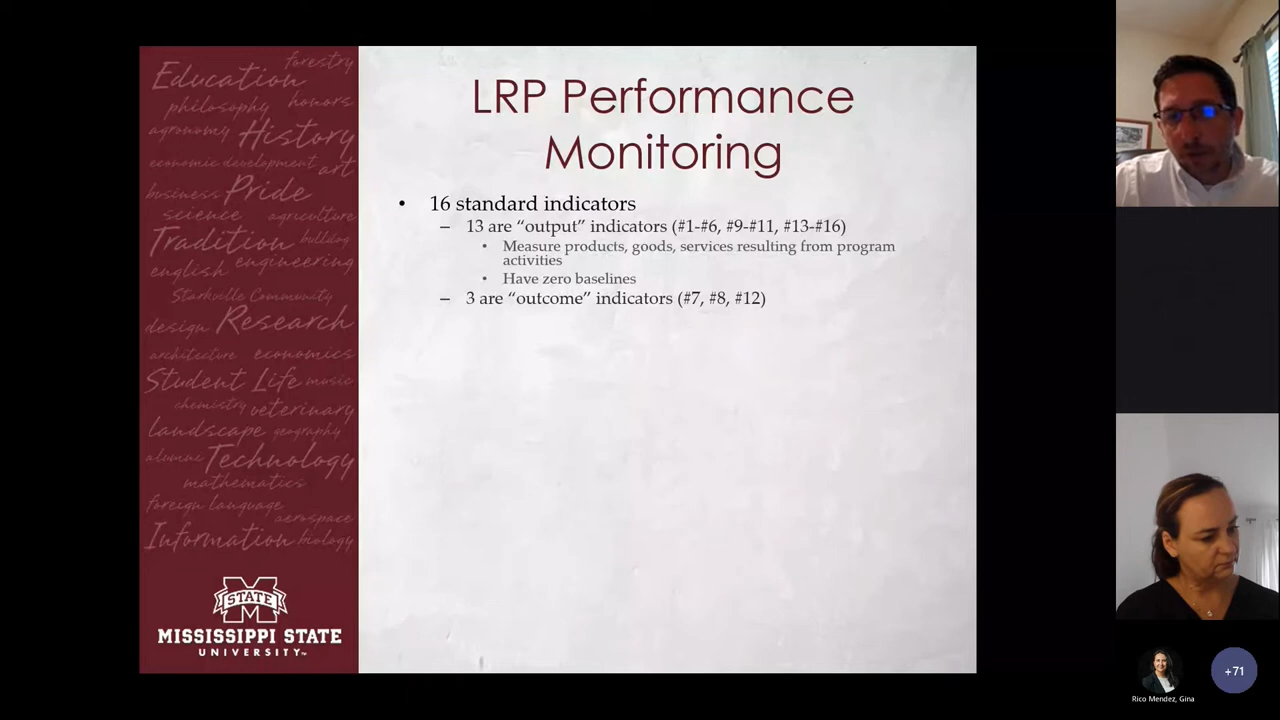 LRP Performance
Monitoring
• 16 standard indicators
– 13 are “output” indicators (#1-#6, #9-#11, #13-#16)
• Measure products, goods, services resulting from program
activities
• Have zero baselines
– 3 are “outcome” indicators (#7, #8, #12)
forestry
Education
philosophy honors
agronomy History
economic development art
business Pride
science agriculture
Tradition bulldog
english engineering
Starkville Community
design Research
architecture economics
Student Life music
chemistry veterinary
landscape geography
alumni Technology
mathematics
foreign language
aerospace
Information biology
STATE
MISSISSIPPI STATE
UNIVERSITY™
Rico Mendez, Gina
+71